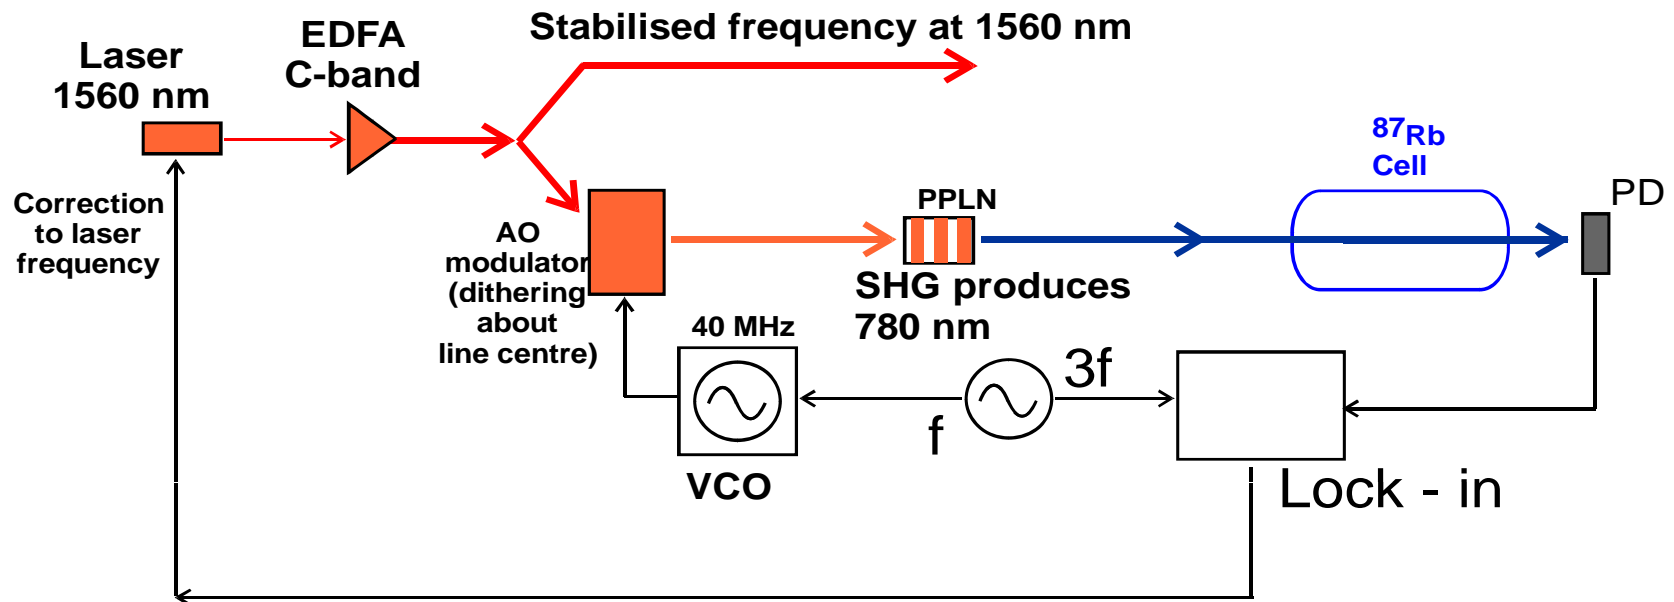 Stabilised frequency at 1560 nm
EDFA
C-band
Laser
1560 nm
87Rb
Cell
PD
PPLN
Correction
to laser
frequency
AO
modulator
(dithering
about
line centre)
SHG produces
780 nm
40 MHz
3f
f
VCO
Lock - in